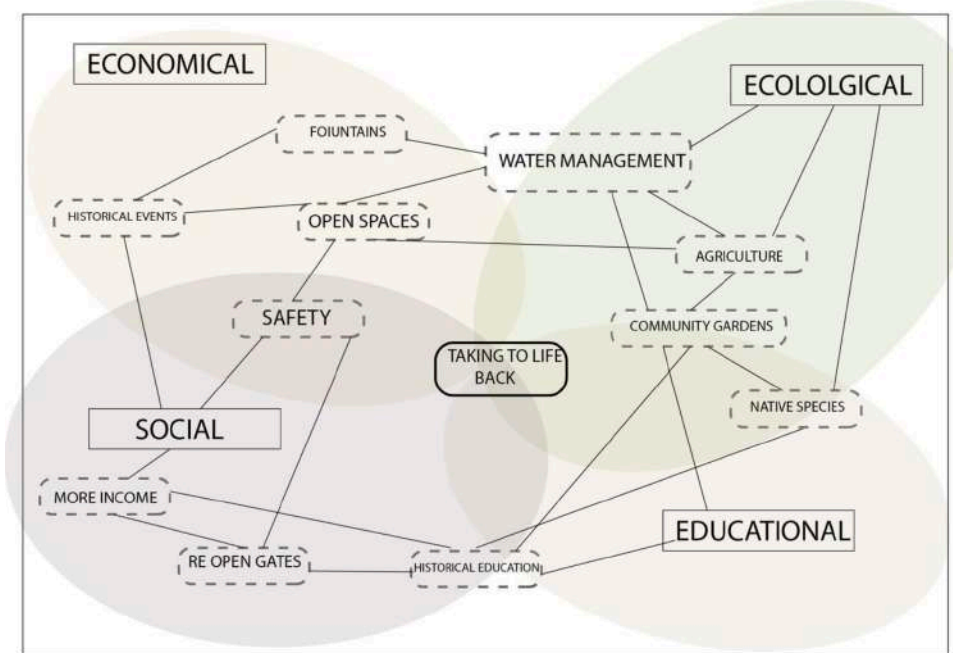 ECONOMICAL
ECOLOLGICAL
FOIUNTAINS
WATER MANAGEMENT
HISTORICAL EVENTS
OPEN SPACES
AGRICULTURE
SAFETY
COMMUNITY GARDENS
TAKING TO LIFE
BACK
NATIVE SPECIES
SOCIAL
MORE INCOME
EDUCATIONAL
RE OPEN GATES
HISTORICAL EDUCATION